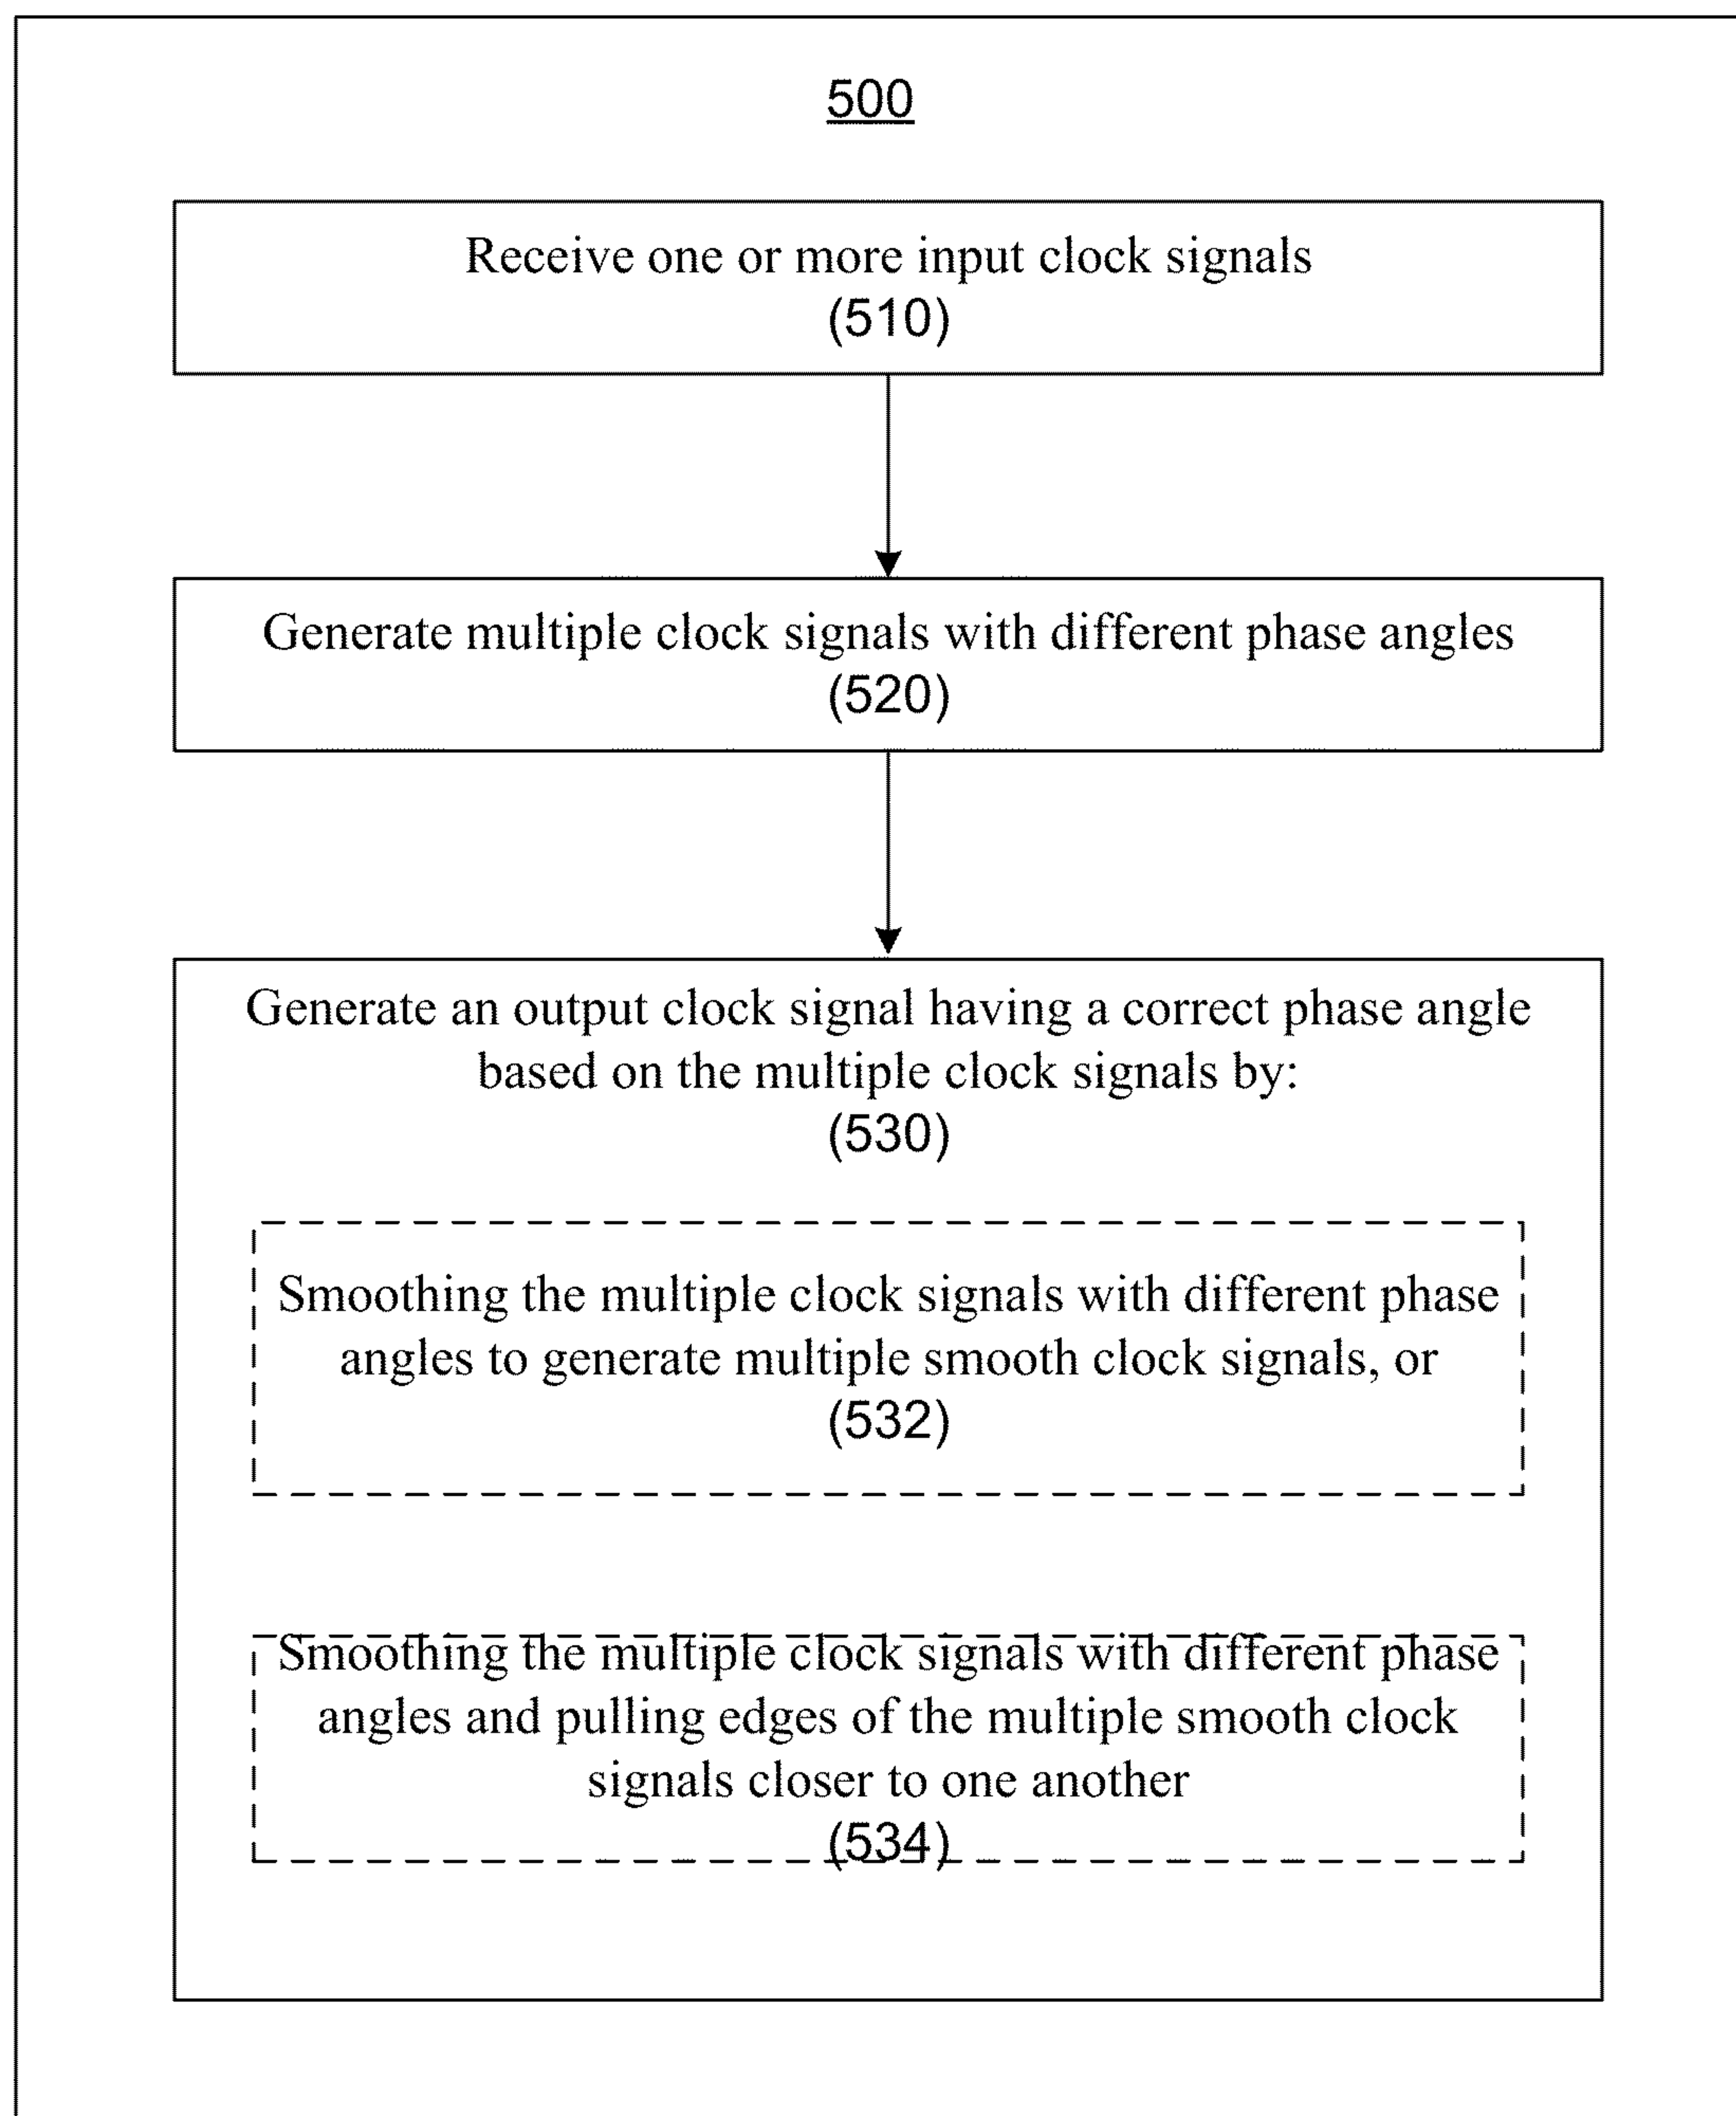 500
Receive one or more input clock signals
(510)
Generate multiple clock signals with different phase angles
(520)
Generate an output clock signal having a correct phase angle
based on the multiple clock signals by:
(530)
Smoothing the multiple clock signals with different phase
angles to generate multiple smooth clock signals, or
(532)
Smoothing the multiple clock signals with different phase
angles and pulling edges of the multiple smooth clock
signals closer to one another
(534)